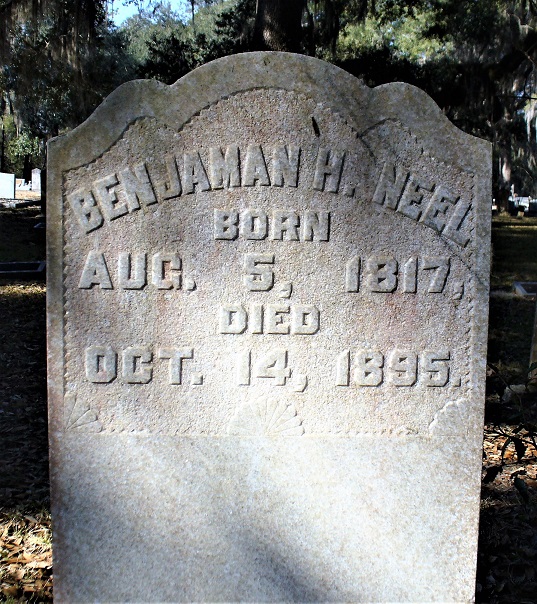 BENJAMAN H. NEEL
BORN
AUG. 5, 1817,
DIED
OCT. 14, 1895.